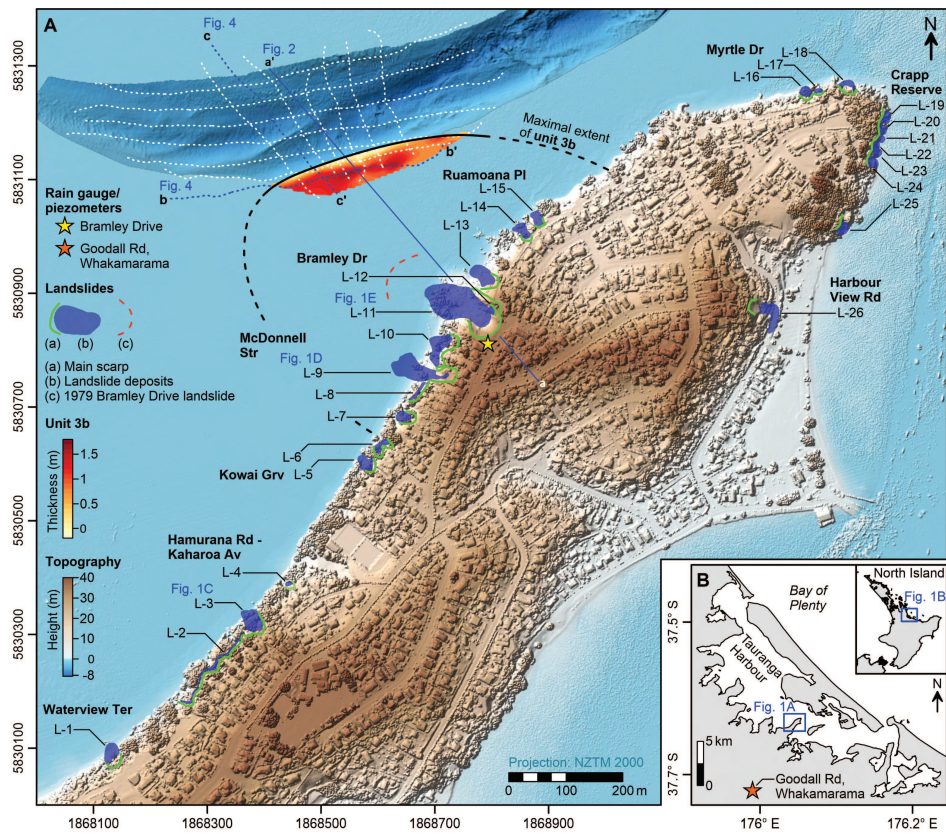 A
Fig. 4
c
Fig. 2
a'
N
L-18
Myrtle Dr
L-17
L-16
Crapp
Reserve
L-19
L-20
L-21
L-22
L-23
L-24
L-25
Maximal extent
of unit 3b
b'
Fig. 4
b
c'
Ruamoana Pl
L-15
L-14
L-13
Rain gauge/
piezometers
Bramley Drive
Goodall Rd,
Whakamarama
Bramley Dr
L-12
Fig. 1E
L-11
Harbour
View Rd
L-26
Landslides
(a)
(b)
(c)
(a) Main scarp
(b) Landslide deposits
(c) 1979 Bramley Drive landslide
McDonnell
Str
L-10
Fig. 1D
L-9
a
L-8
L-7
L-6
Kowai Grv
L-5
Unit 3b
Thickness (m)
1.5
1.0
0.5
0
Hamurana Rd -
Kaharoa Av
L-4
Fig. 1C
L-3
L-2
Topography
Height (m)
40
30
20
10
0
-8
Waterview Ter
L-1
Projection: NZTM 2000
0
100
200 m
5831300
5831100
5830900
5830700
5830500
5830300
5830100
1868100
1868300
1868500
1868700
1868900
B
Bay of
Plenty
North Island
Fig. 1B
Tauranga
Harbour
Fig. 1A
N
5 km
0
Goodall Rd,
Whakamarama
37.5° S
37.7° S
176° E
176.2° E